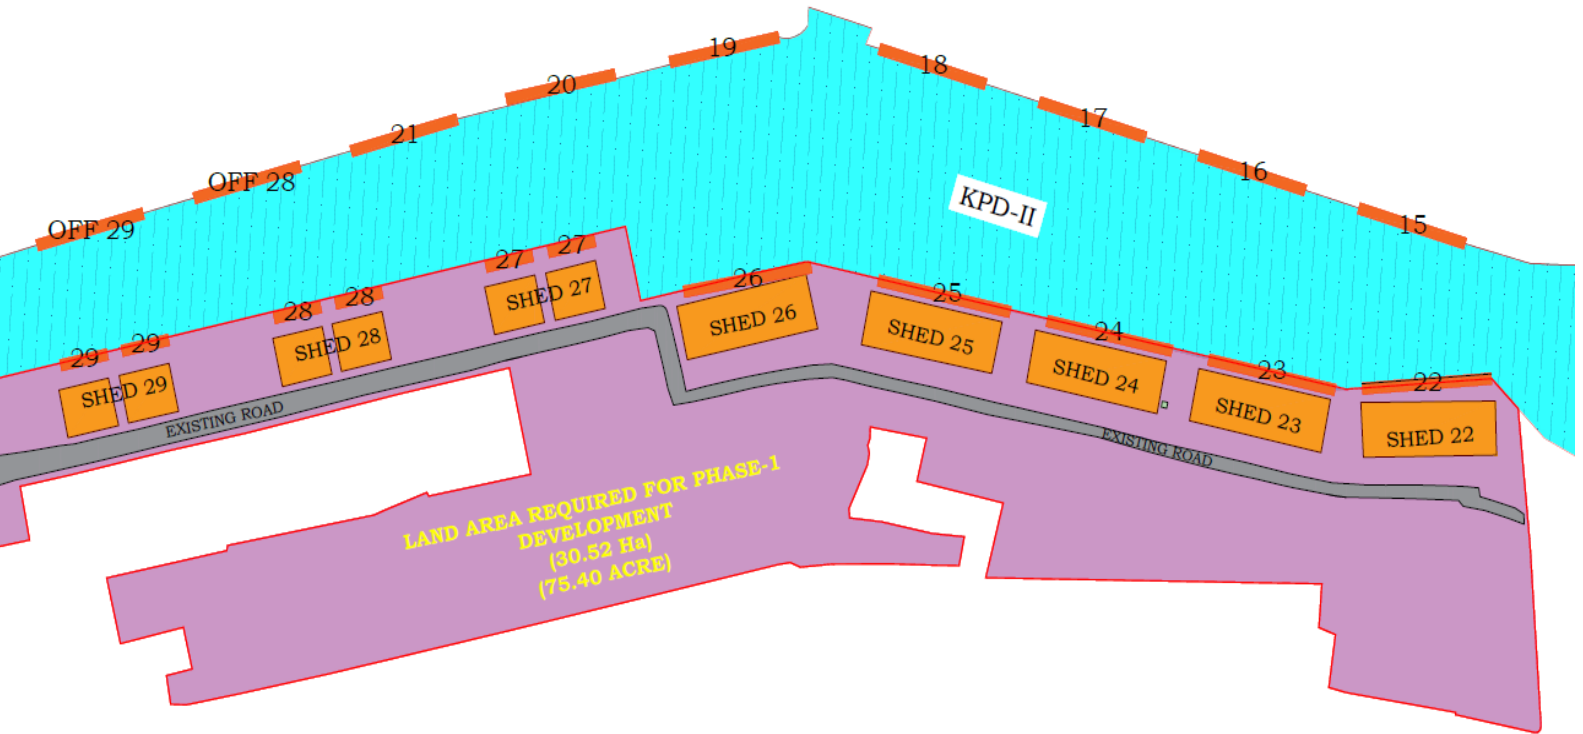 19
20
21
OFF 28
OFF 29
18
17
16
15
KPD-II
27
27
28
28
29
29
26
25
24
23
22
SHED 27
SHED 28
SHED 29
SHED 26
SHED 25
SHED 24
SHED 23
SHED 22
EXISTING ROAD
EXISTING ROAD
LAND AREA REQUIRED FOR PHASE-1
DEVELOPMENT
(30.52 Ha)
(75.40 ACRE)